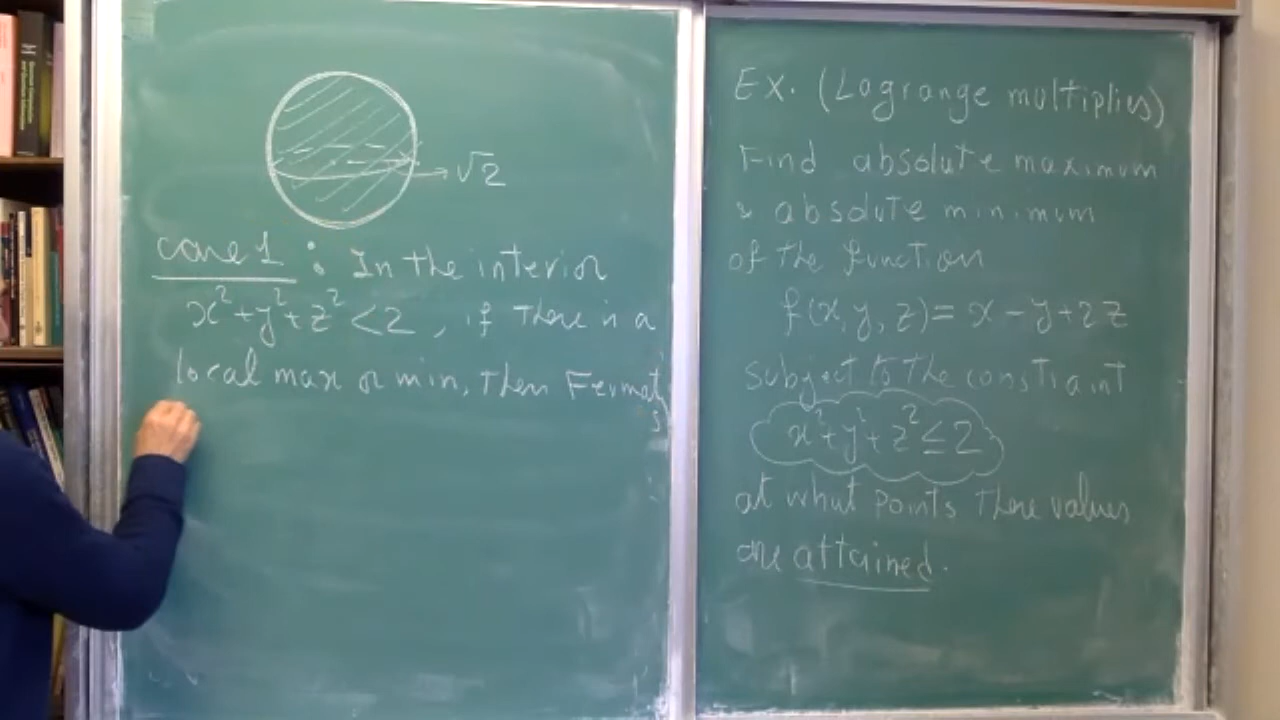 √2
case 1 : In the interior
x²+y²+z² < 2, if there is a
local max or min, then Fermat's
Ex. (Lagrange multiplies)
Find absolute maximum
& absolute minimum
of the function
f(x, y, z) = x - y + 2z
subject to the constraint
x²+y²+z² ≤ 2
at what points these values
are attained.